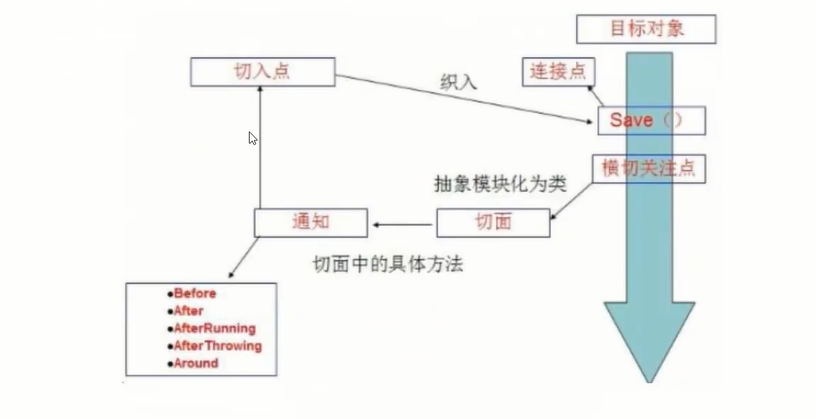 目标对象
切入点
连接点
织入
Save（）
横切关注点
抽象模块化为类
通知
切面
切面中的具体方法
●Before
●After
●AfterRunning
●AfterThrowing
●Around